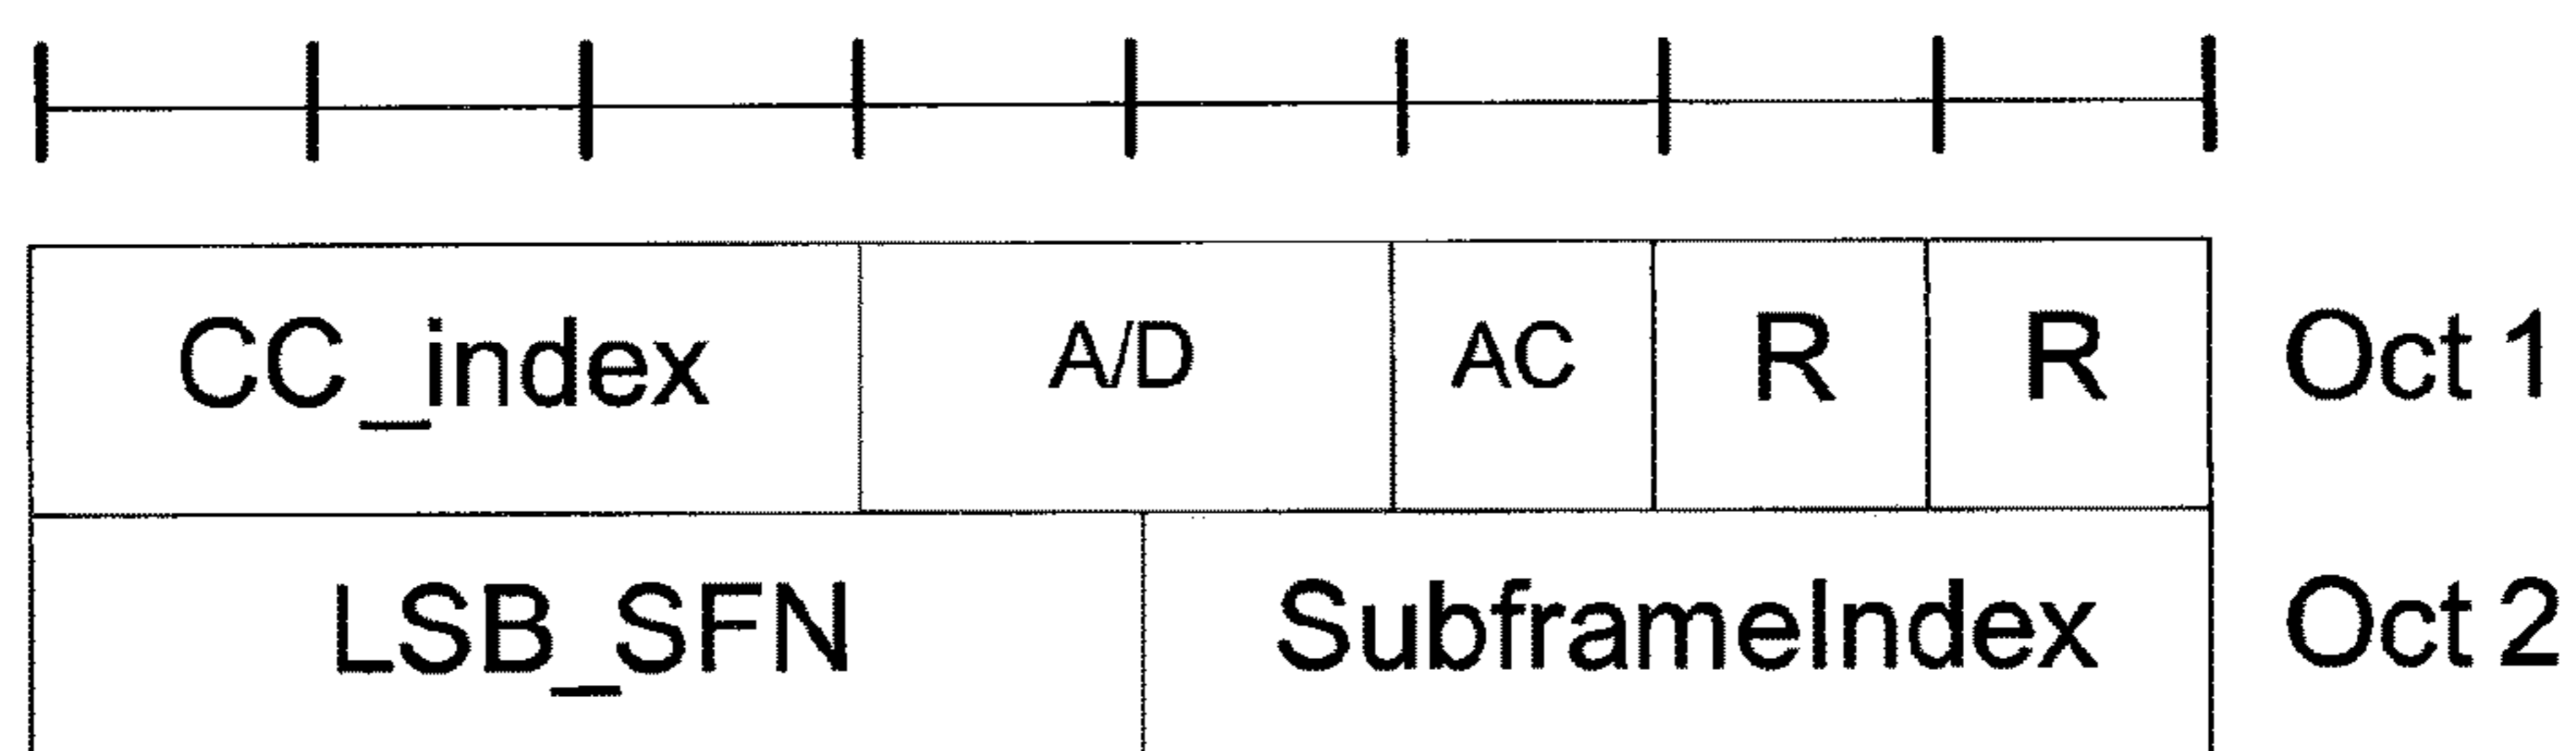 CC_index A/D AC R R Oct 1
LSB_SFN SubframeIndex Oct 2